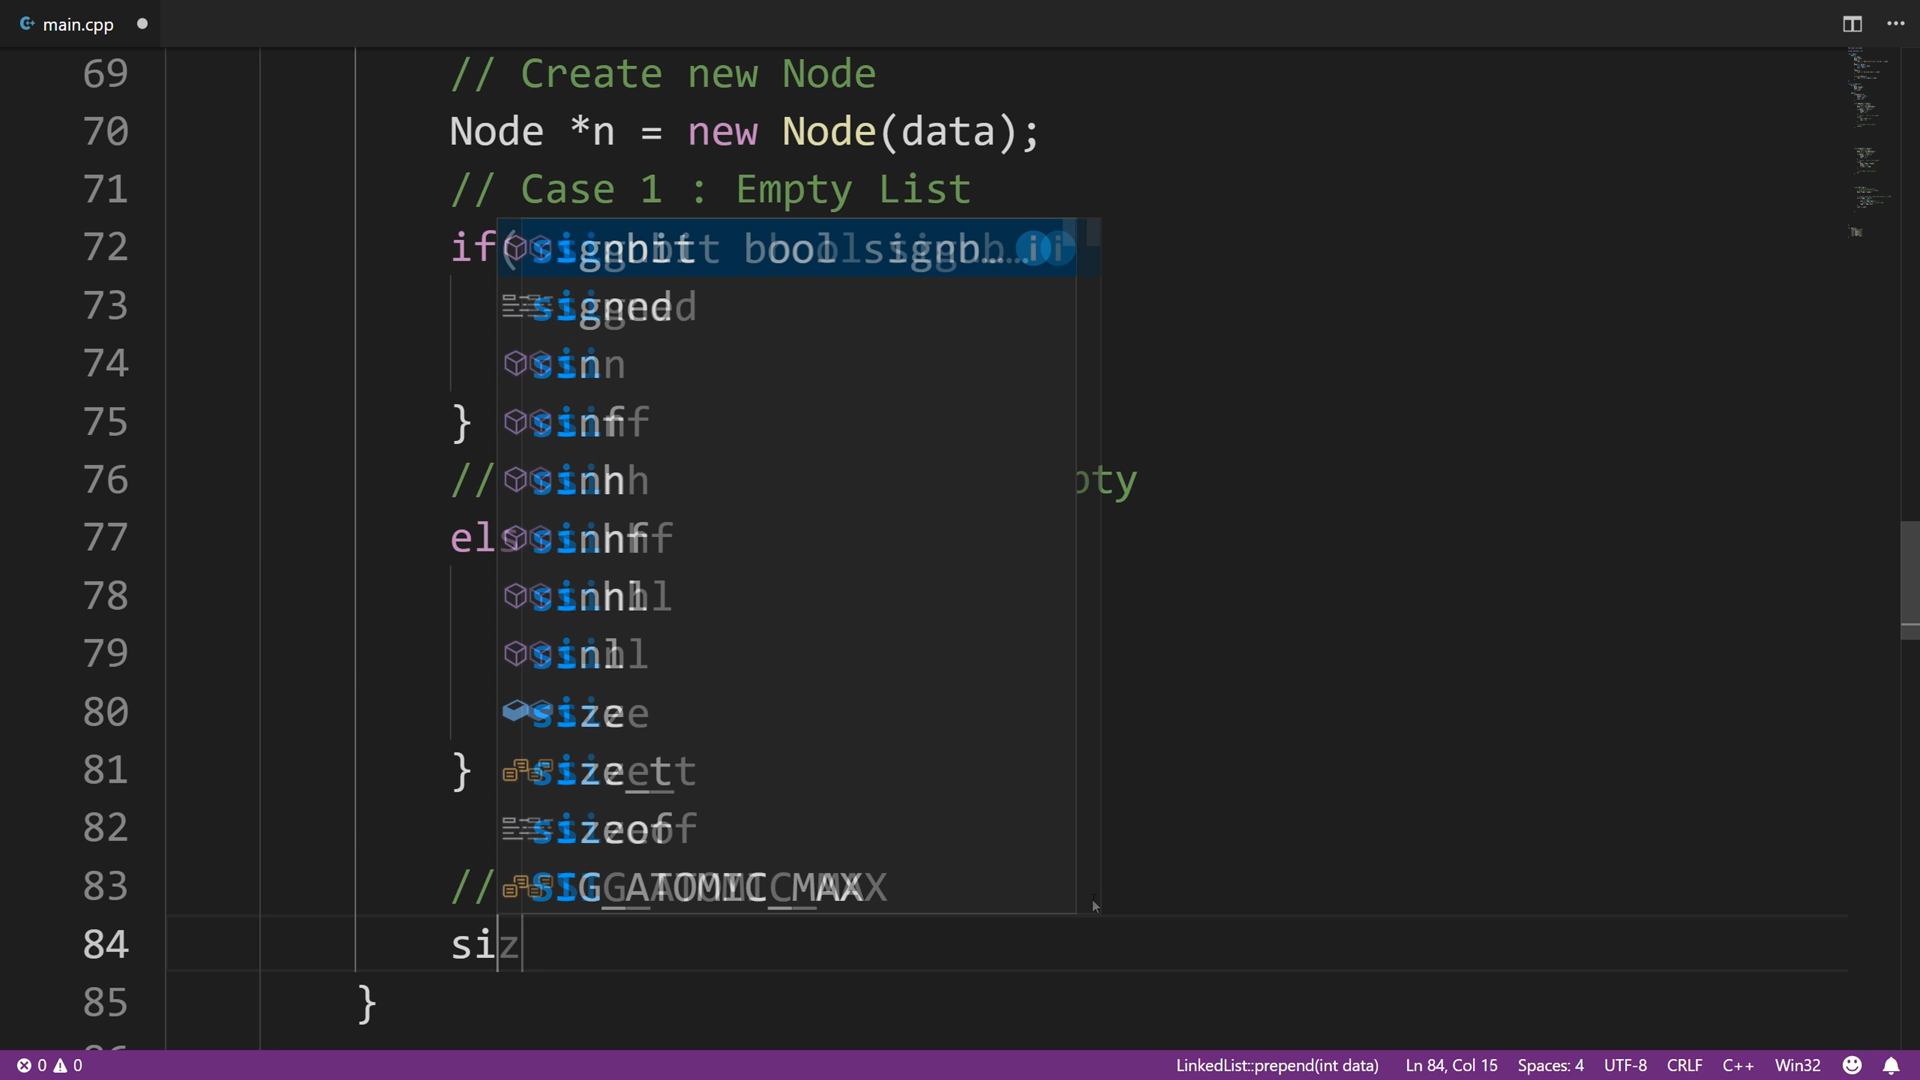 main.cpp
69 // Create new Node
70 Node *n = new Node(data);
71 // Case 1 : Empty List
72 if( signbit bool signb… i
73 signed
74 sin
75 } sinf
76 // sinh pty
77 els sinhf
78 sinhl
79 sinl
80 size
81 } size_t
82 sizeof
83 // SIG_ATOMIC_MAX
84 siz
85 }
0 0 LinkedList::prepend(int data) Ln 84, Col 15 Spaces: 4 UTF-8 CRLF C++ Win32